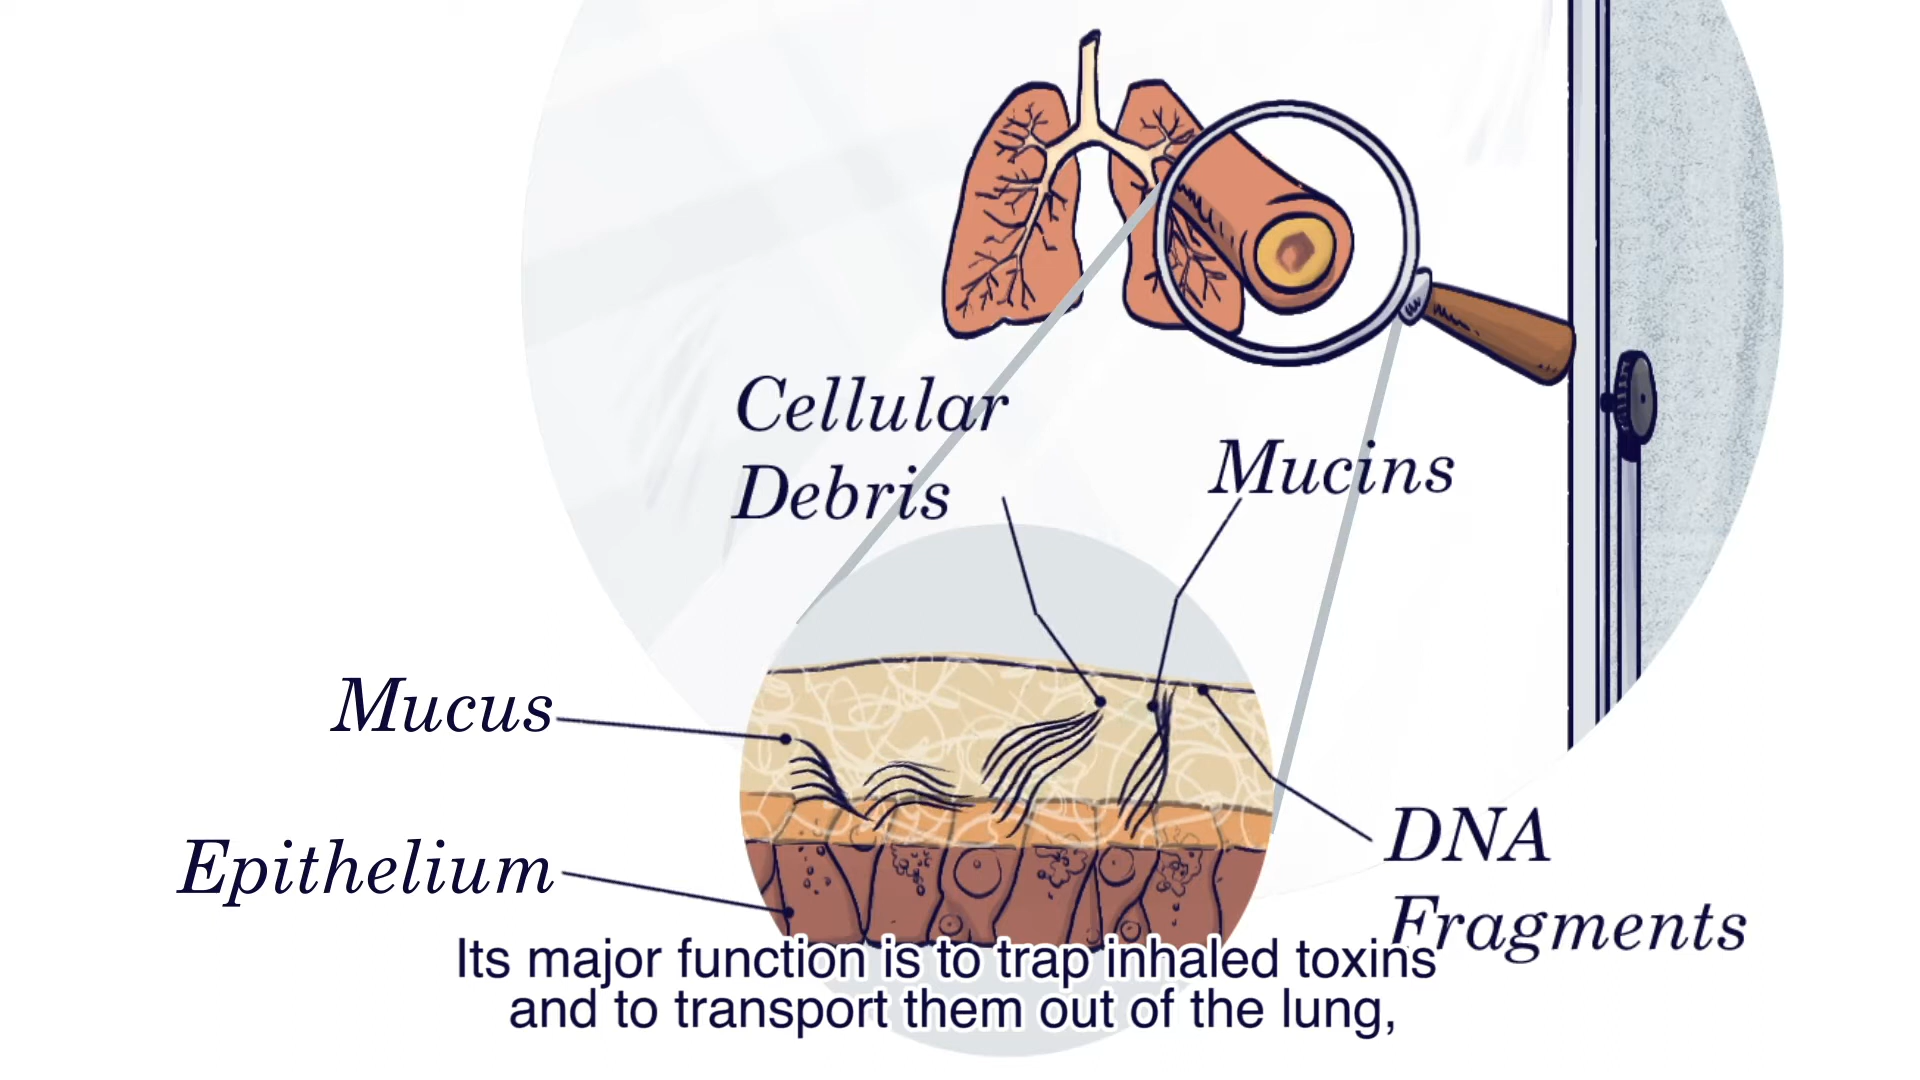 Cellular
Debris
Mucins
Mucus
Epithelium
DNA
Fragments
Its major function is to trap inhaled toxins
and to transport them out of the lung,